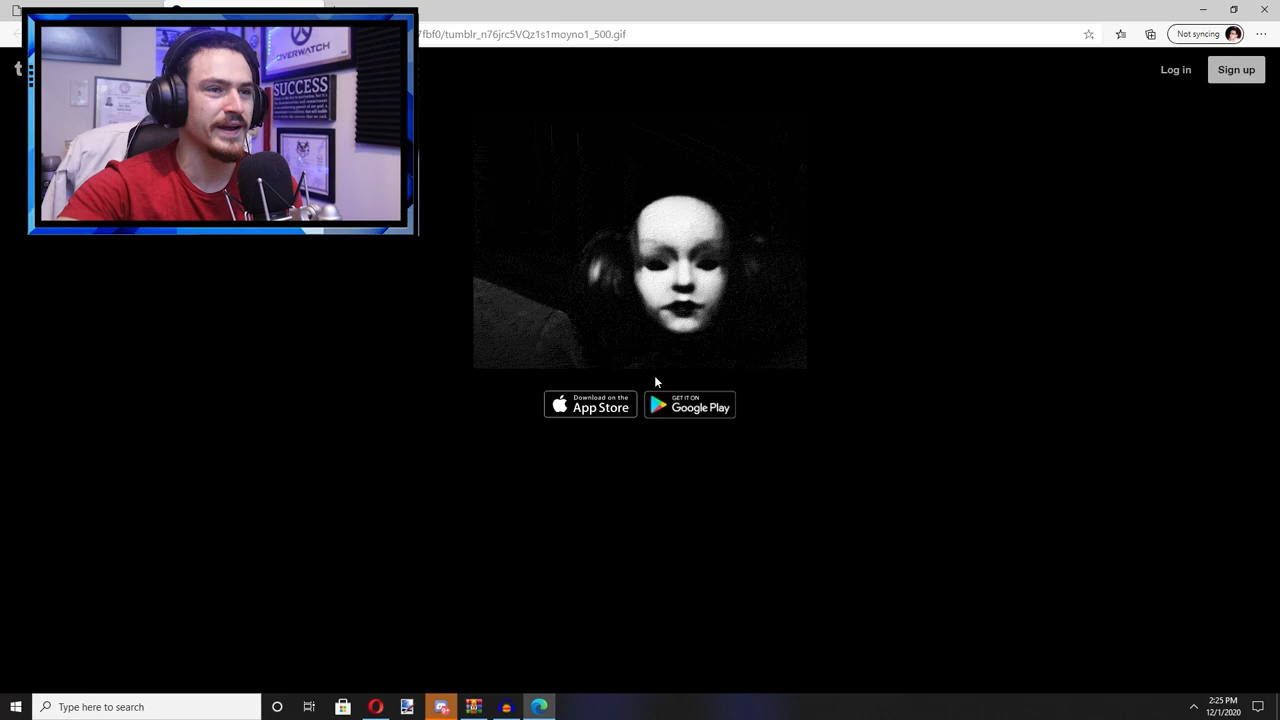 7fbf0/tumblr_n76jrc5VQz1s1moyno1_500.gif
Not syncing
t
Log in
Sign up
OVERWATCH
SUCCESS
Download on the
App Store
GET IT ON
Google Play
Type here to search
2:25 PM
12/1/2020